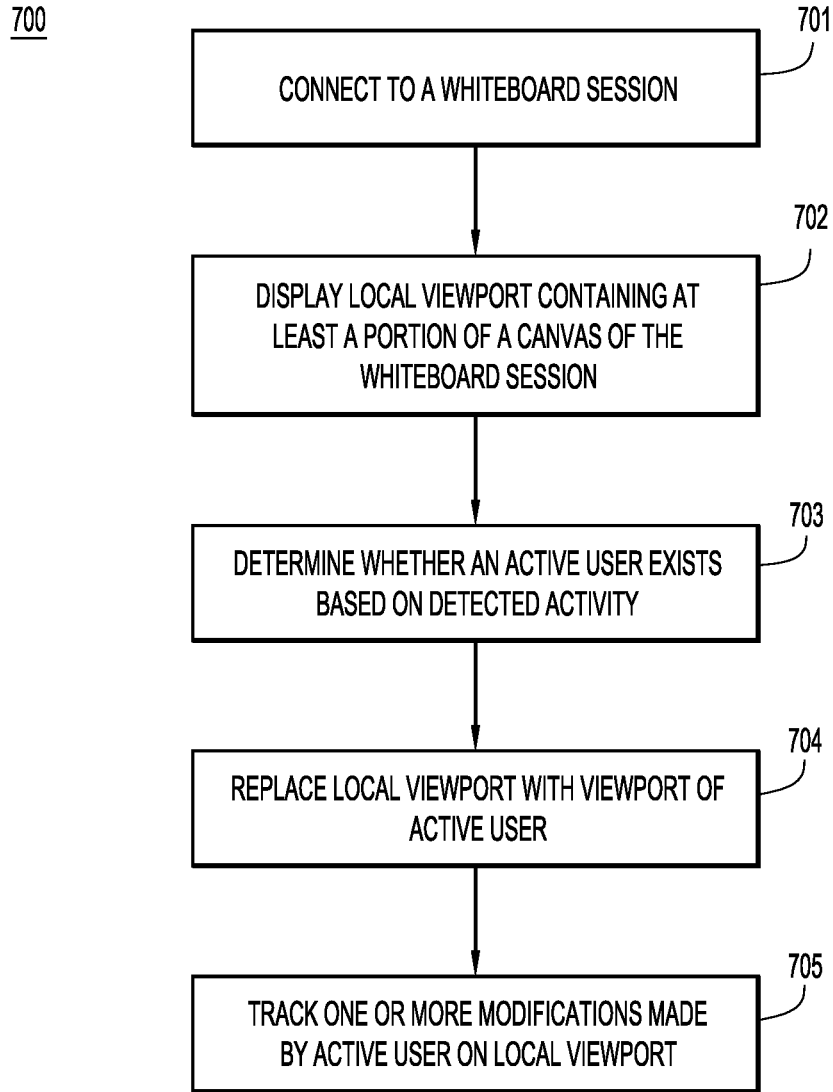 700
701
CONNECT TO A WHITEBOARD SESSION
702
DISPLAY LOCAL VIEWPORT CONTAINING AT
LEAST A PORTION OF A CANVAS OF THE
WHITEBOARD SESSION
703
DETERMINE WHETHER AN ACTIVE USER EXISTS
BASED ON DETECTED ACTIVITY
704
REPLACE LOCAL VIEWPORT WITH VIEWPORT OF
ACTIVE USER
705
TRACK ONE OR MORE MODIFICATIONS MADE
BY ACTIVE USER ON LOCAL VIEWPORT